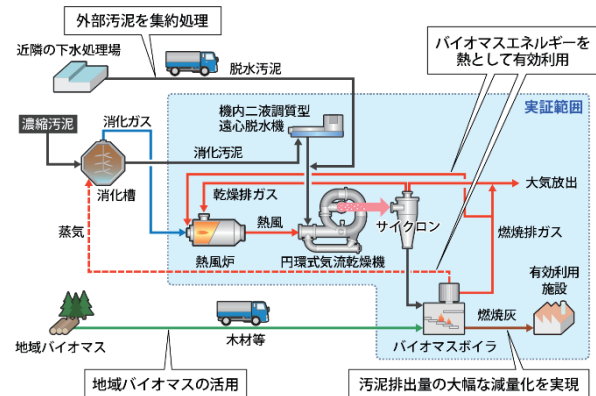 外部汚泥を集約処理
バイオマスエネルギーを
熱として有効利用
近隣の下水処理場
脱水汚泥
実証範囲
濃縮汚泥
消化ガス
機内二液調質型
遠心脱水機
消化汚泥
消化槽
乾燥排ガス
大気放出
サイクロン
蒸気
熱風
燃焼排ガス
熱風炉
円環式気流乾燥機
有効利用
施設
燃焼灰
地域バイオマス
木材等
バイオマスボイラ
地域バイオマスの活用
汚泥排出量の大幅な減量化を実現